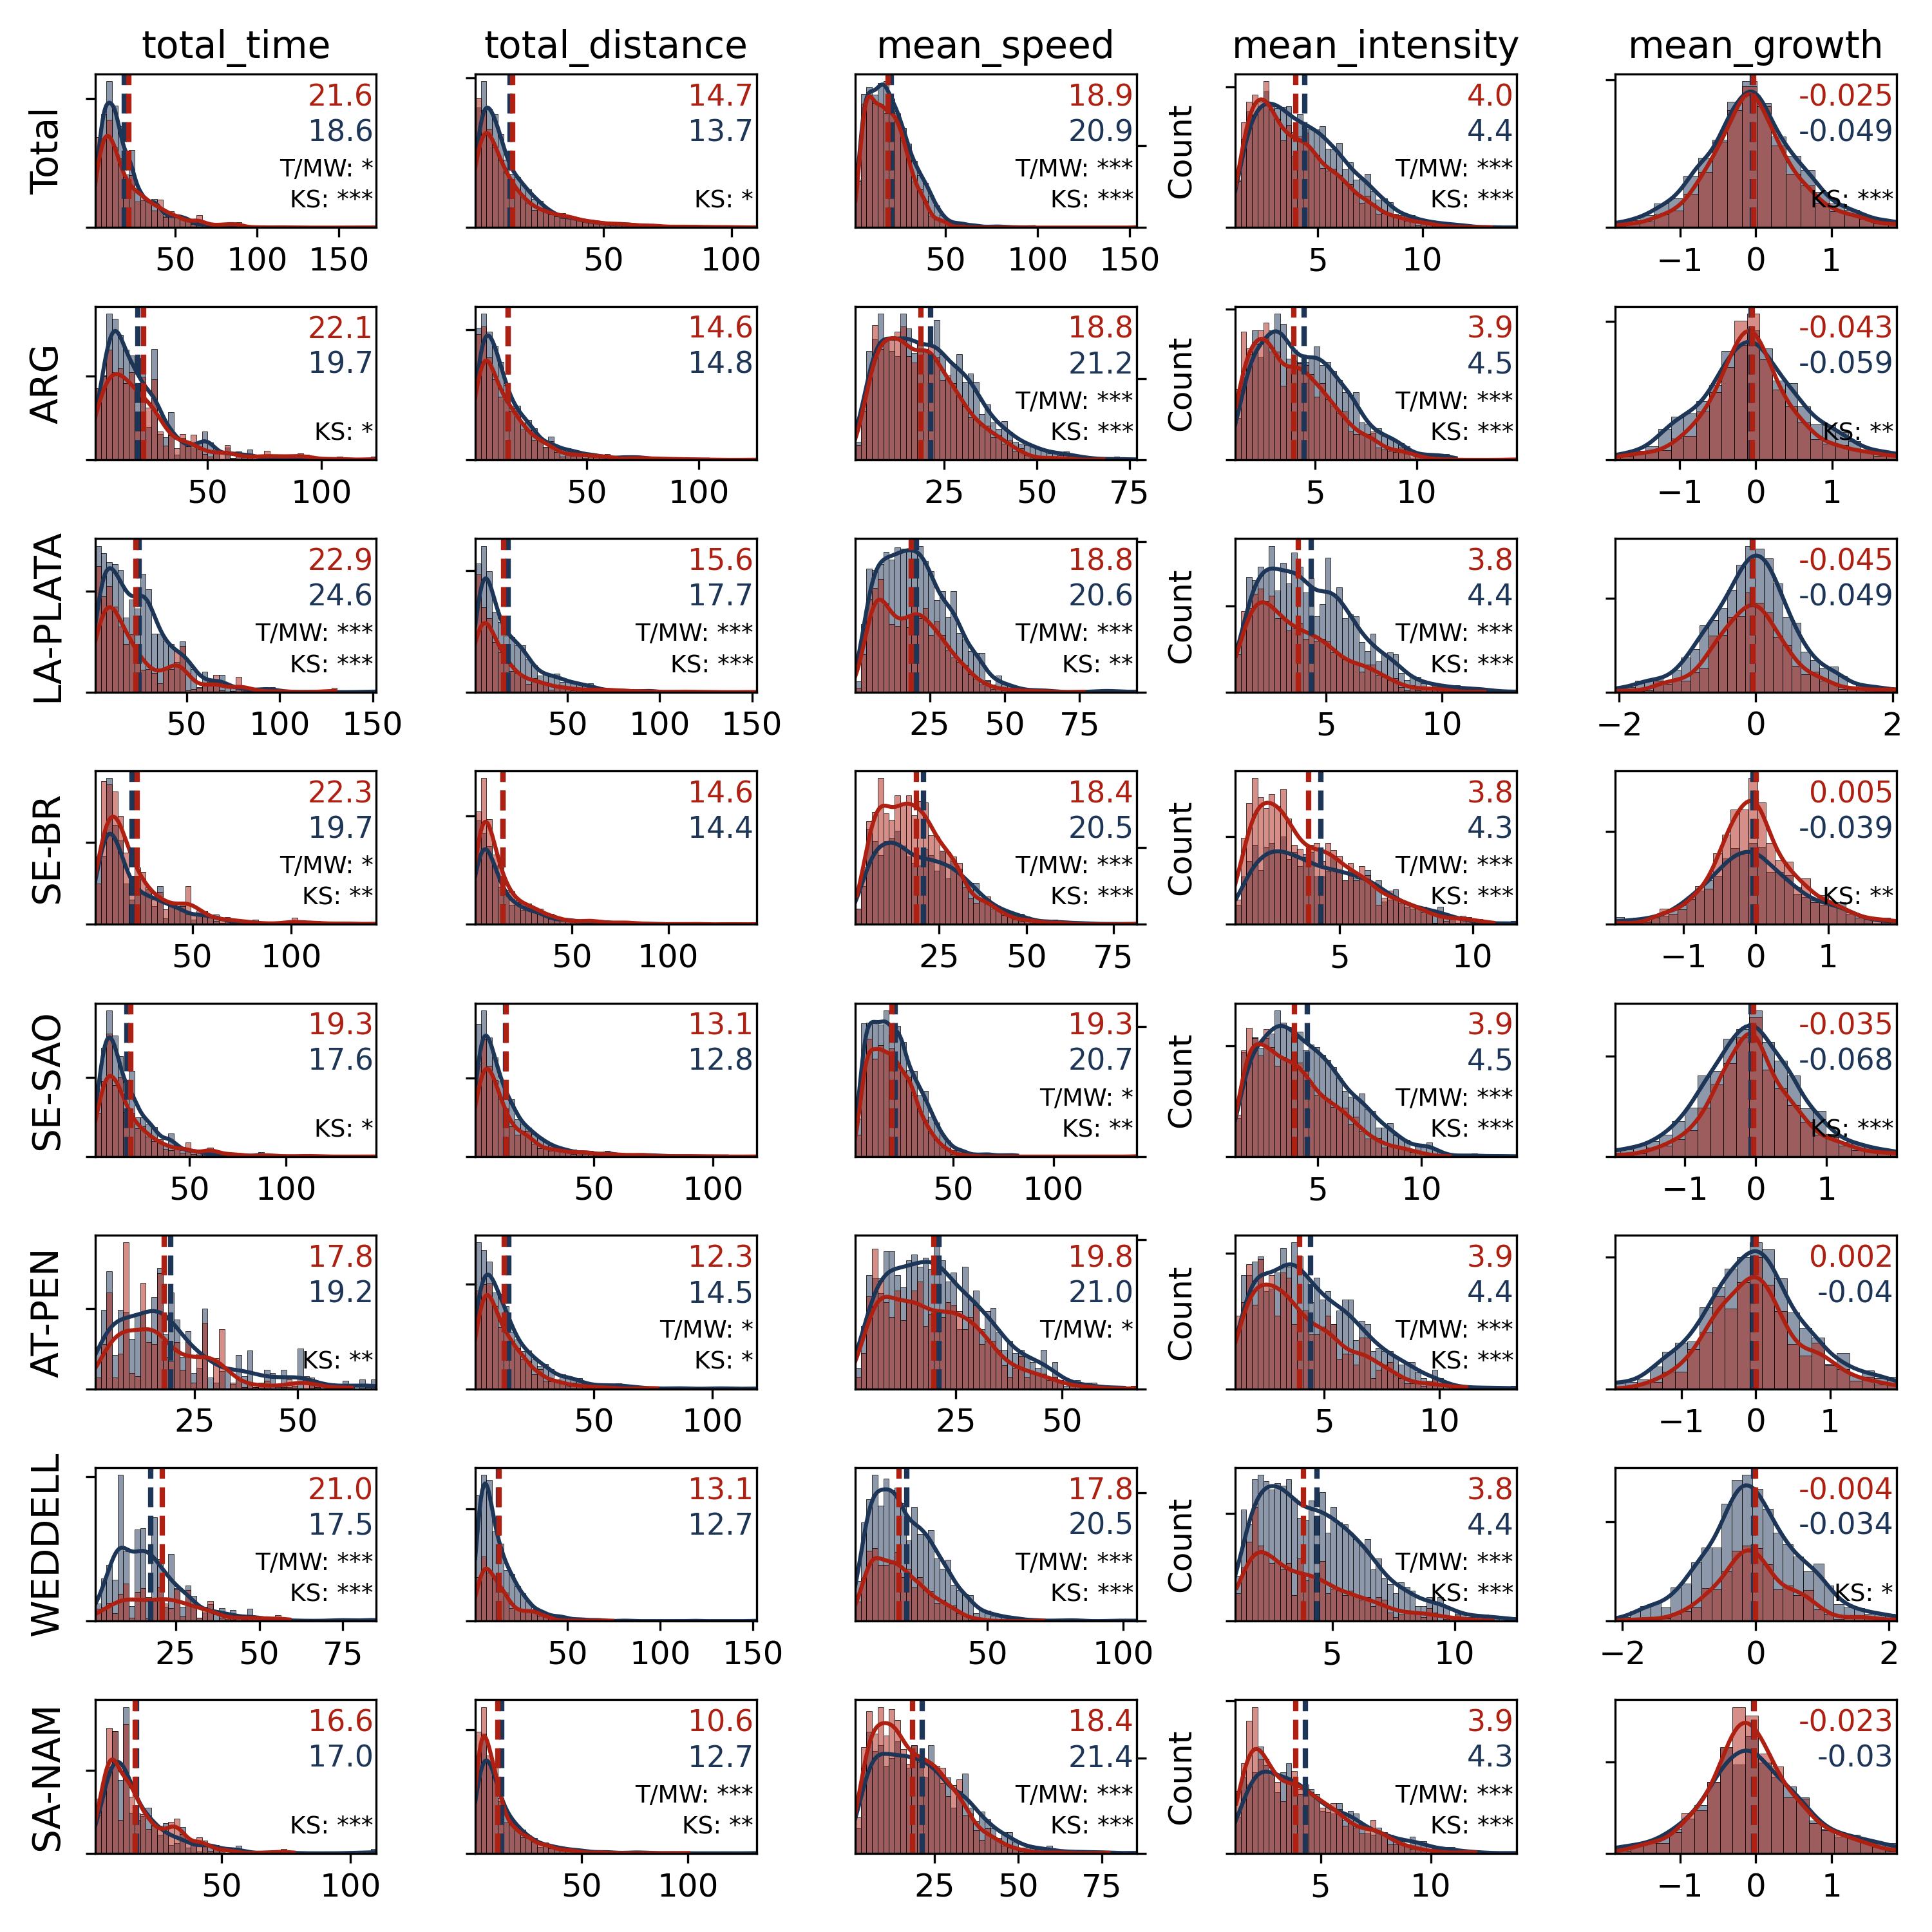 total_time total_distance mean_speed mean_intensity mean_growth
Total
21.6
18.6
T/MW: *
KS: ***
50 100 150
14.7
13.7
KS: *
50 100
18.9
20.9
T/MW: ***
KS: ***
50 100 150
Count
4.0
4.4
T/MW: ***
KS: ***
5 10
-0.025
-0.049
KS: ***
−1 0 1
ARG
22.1
19.7
KS: *
50 100
14.6
14.8
50 100
18.8
21.2
T/MW: ***
KS: ***
25 50 75
Count
3.9
4.5
T/MW: ***
KS: ***
5 10
-0.043
-0.059
KS: **
−1 0 1
LA-PLATA
22.9
24.6
T/MW: ***
KS: ***
50 100 150
15.6
17.7
T/MW: ***
KS: ***
50 100 150
18.8
20.6
T/MW: ***
KS: **
25 50 75
Count
3.8
4.4
T/MW: ***
KS: ***
5 10
-0.045
-0.049
−2 0 2
SE-BR
22.3
19.7
T/MW: *
KS: **
50 100
14.6
14.4
50 100
18.4
20.5
T/MW: ***
KS: ***
25 50 75
Count
3.8
4.3
T/MW: ***
KS: ***
5 10
0.005
-0.039
KS: **
−1 0 1
SE-SAO
19.3
17.6
KS: *
50 100
13.1
12.8
50 100
19.3
20.7
T/MW: *
KS: **
50 100
Count
3.9
4.5
T/MW: ***
KS: ***
5 10
-0.035
-0.068
KS: ***
−1 0 1
AT-PEN
17.8
19.2
KS: **
25 50
12.3
14.5
T/MW: *
KS: *
50 100
19.8
21.0
T/MW: *
25 50
Count
3.9
4.4
T/MW: ***
KS: ***
5 10
0.002
-0.04
−1 0 1
WEDDELL
21.0
17.5
T/MW: ***
KS: ***
25 50 75
13.1
12.7
50 100 150
17.8
20.5
T/MW: ***
KS: ***
50 100
Count
3.8
4.4
T/MW: ***
KS: ***
5 10
-0.004
-0.034
KS: *
−2 0 2
SA-NAM
16.6
17.0
KS: ***
50 100
10.6
12.7
T/MW: ***
KS: **
50 100
18.4
21.4
T/MW: ***
KS: ***
25 50 75
Count
3.9
4.3
T/MW: ***
KS: ***
5 10
-0.023
-0.03
−1 0 1